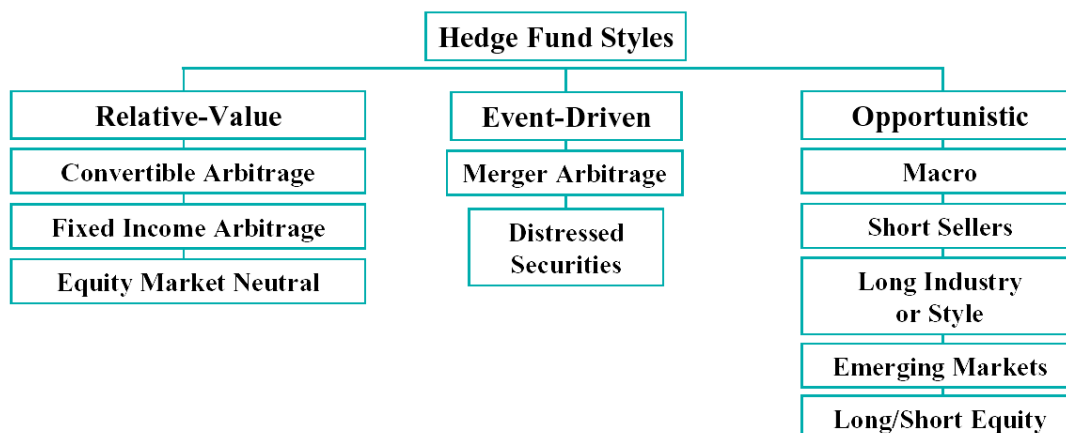 Hedge Fund Styles
Relative-Value
Convertible Arbitrage
Fixed Income Arbitrage
Equity Market Neutral
Event-Driven
Merger Arbitrage
Distressed
Securities
Opportunistic
Macro
Short Sellers
Long Industry
or Style
Emerging Markets
Long/Short Equity